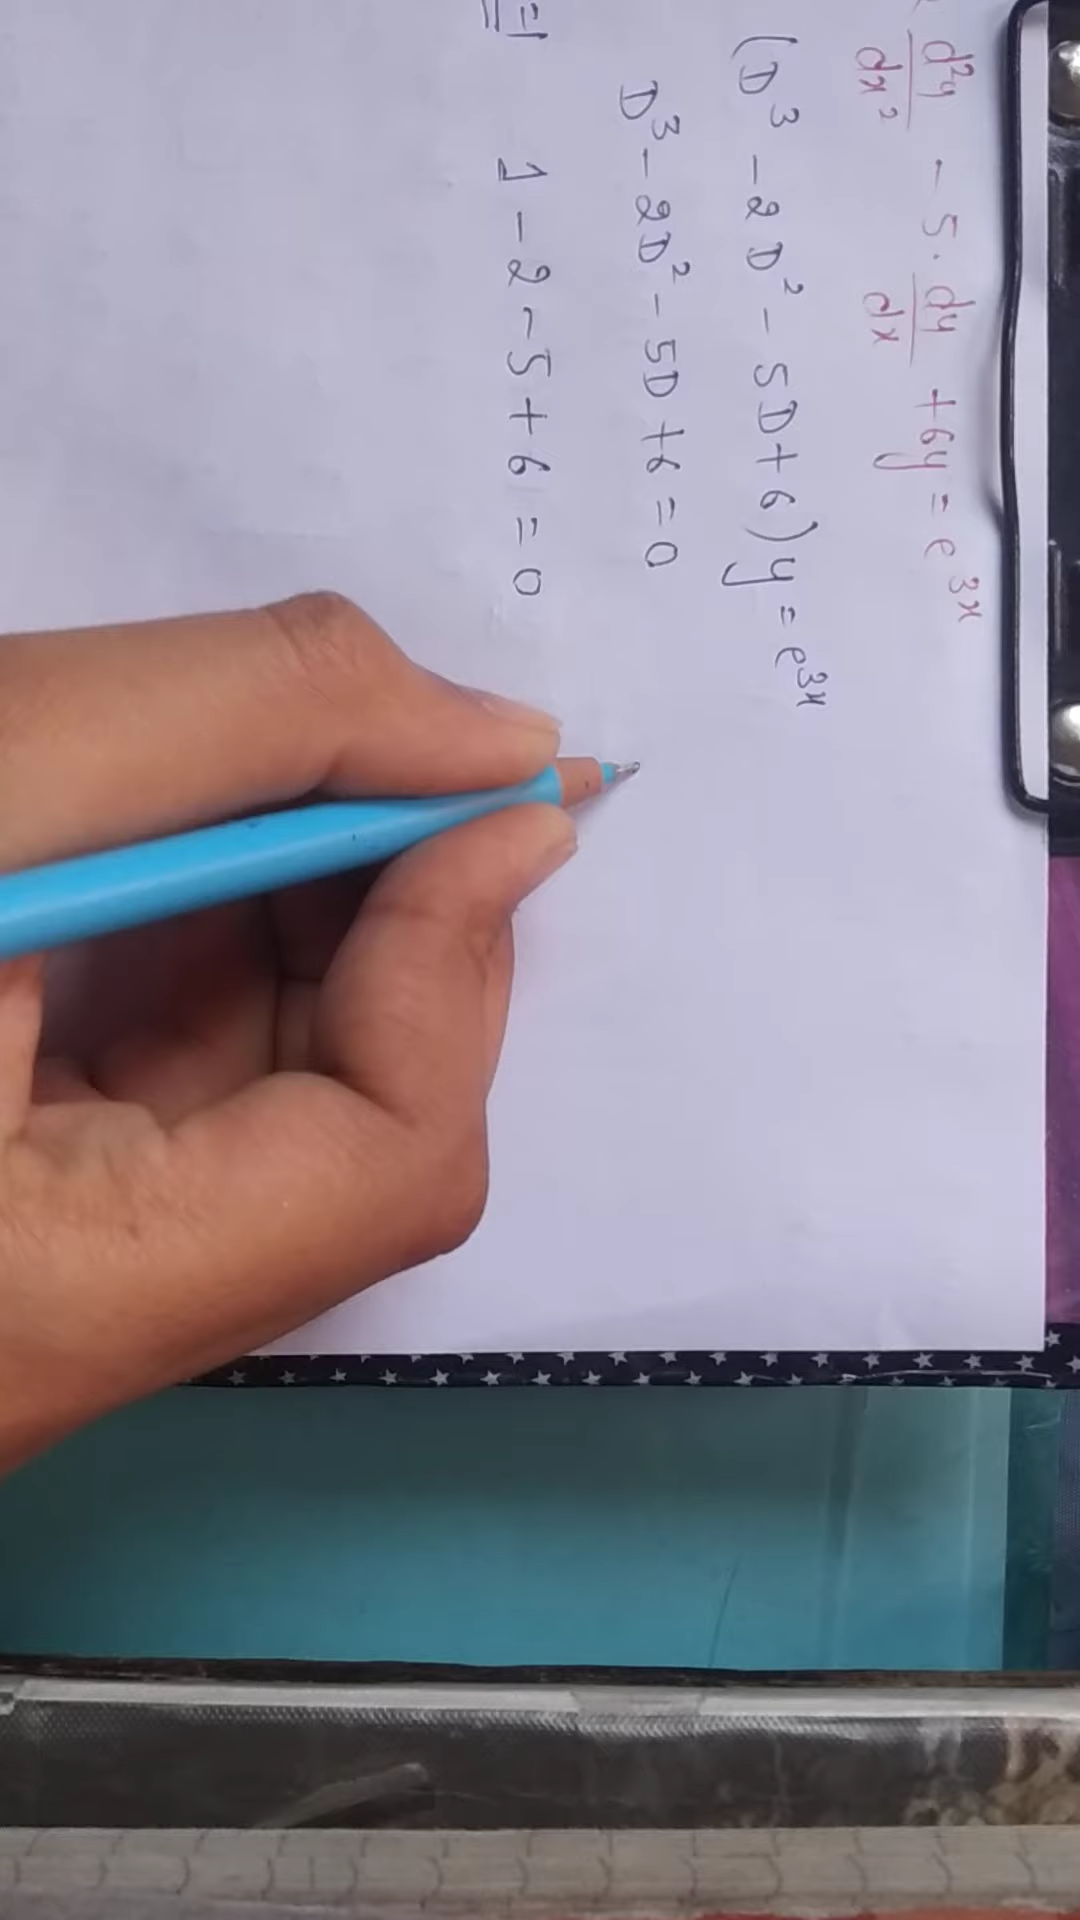 d²y/dx² - 5·dy/dx + 6y = e^3x
(D³ - 2D² - 5D + 6)y = e^3x
D³ - 2D² - 5D + 6 = 0
=1 1 - 2 - 5 + 6 = 0